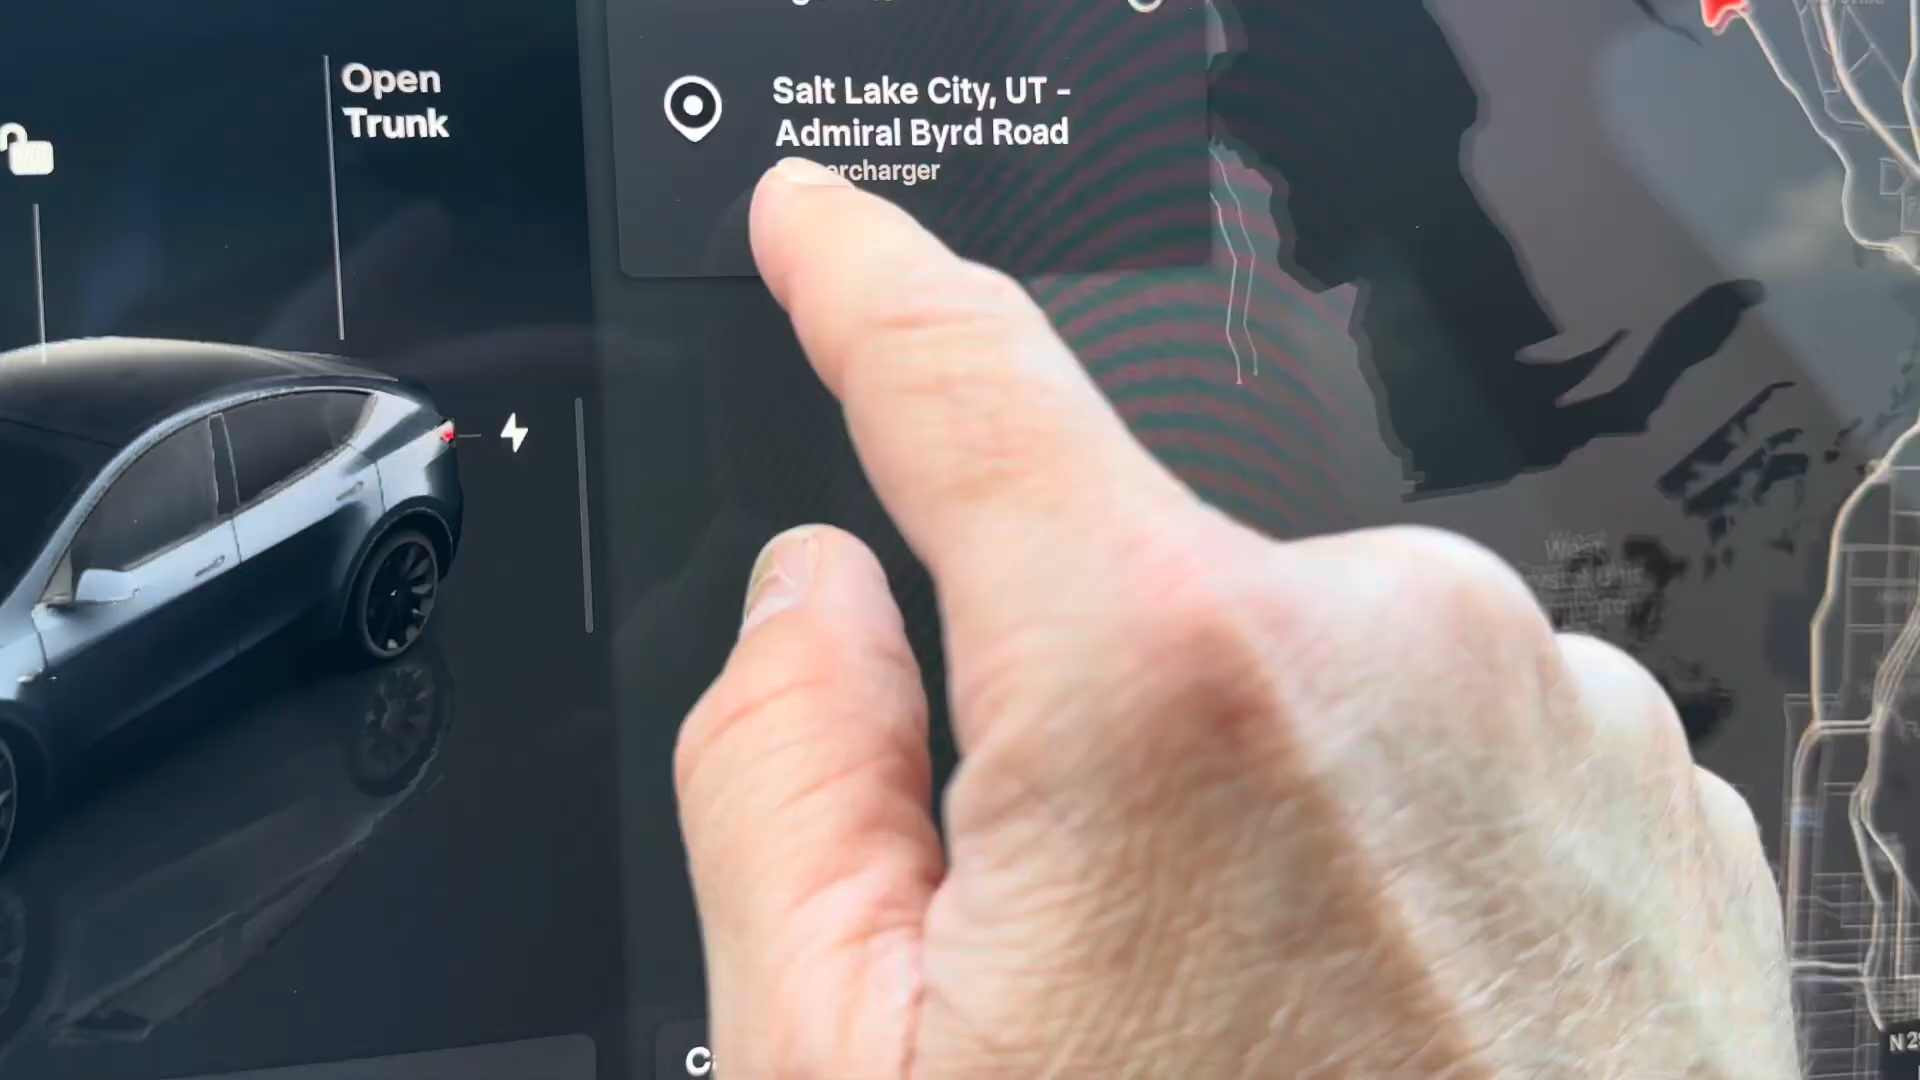 Open
Trunk
Salt Lake City, UT -
Admiral Byrd Road
ercharger